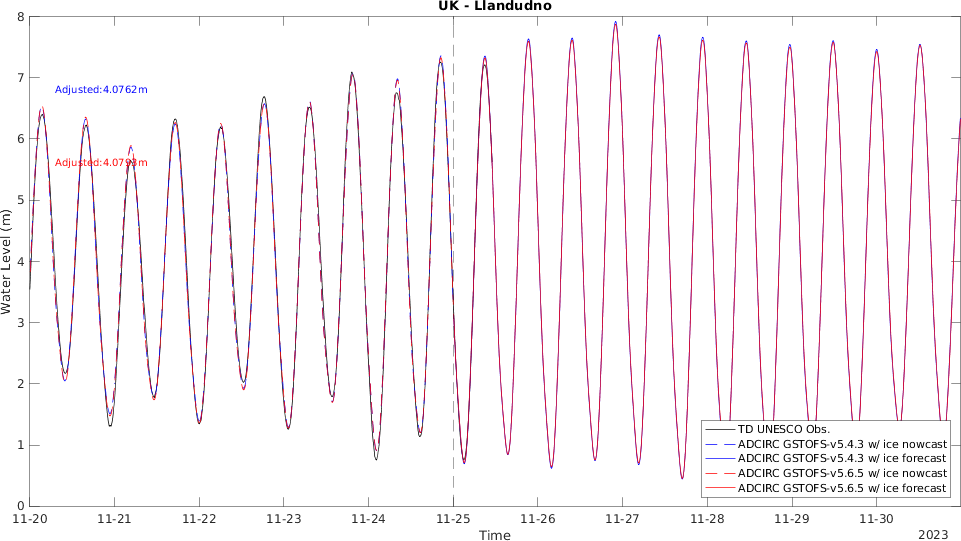 UK - Llandudno
8
7
6
5
4
3
2
1
0
Water Level (m)
Adjusted:4.0762m
Adjusted:4.0793m
TD UNESCO Obs.
ADCIRC GSTOFS-v5.4.3 w/ ice nowcast
ADCIRC GSTOFS-v5.4.3 w/ ice forecast
ADCIRC GSTOFS-v5.6.5 w/ ice nowcast
ADCIRC GSTOFS-v5.6.5 w/ ice forecast
11-20 11-21 11-22 11-23 11-24 11-25 11-26 11-27 11-28 11-29 11-30
Time
2023